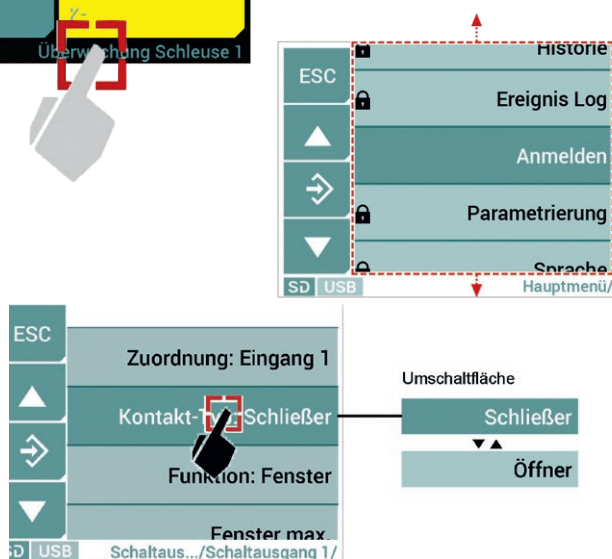 Überwachung Schleuse 1
ESC
Historie
Ereignis Log
Anmelden
Parametrierung
Sprache
SD USB
Hauptmenü/
ESC
Zuordnung: Eingang 1
Kontakt-Typ: Schließer
Funktion: Fenster
Fenster max.
SD USB
Schaltaus.../Schaltausgang 1/
Umschaltfläche
Schließer
Öffner